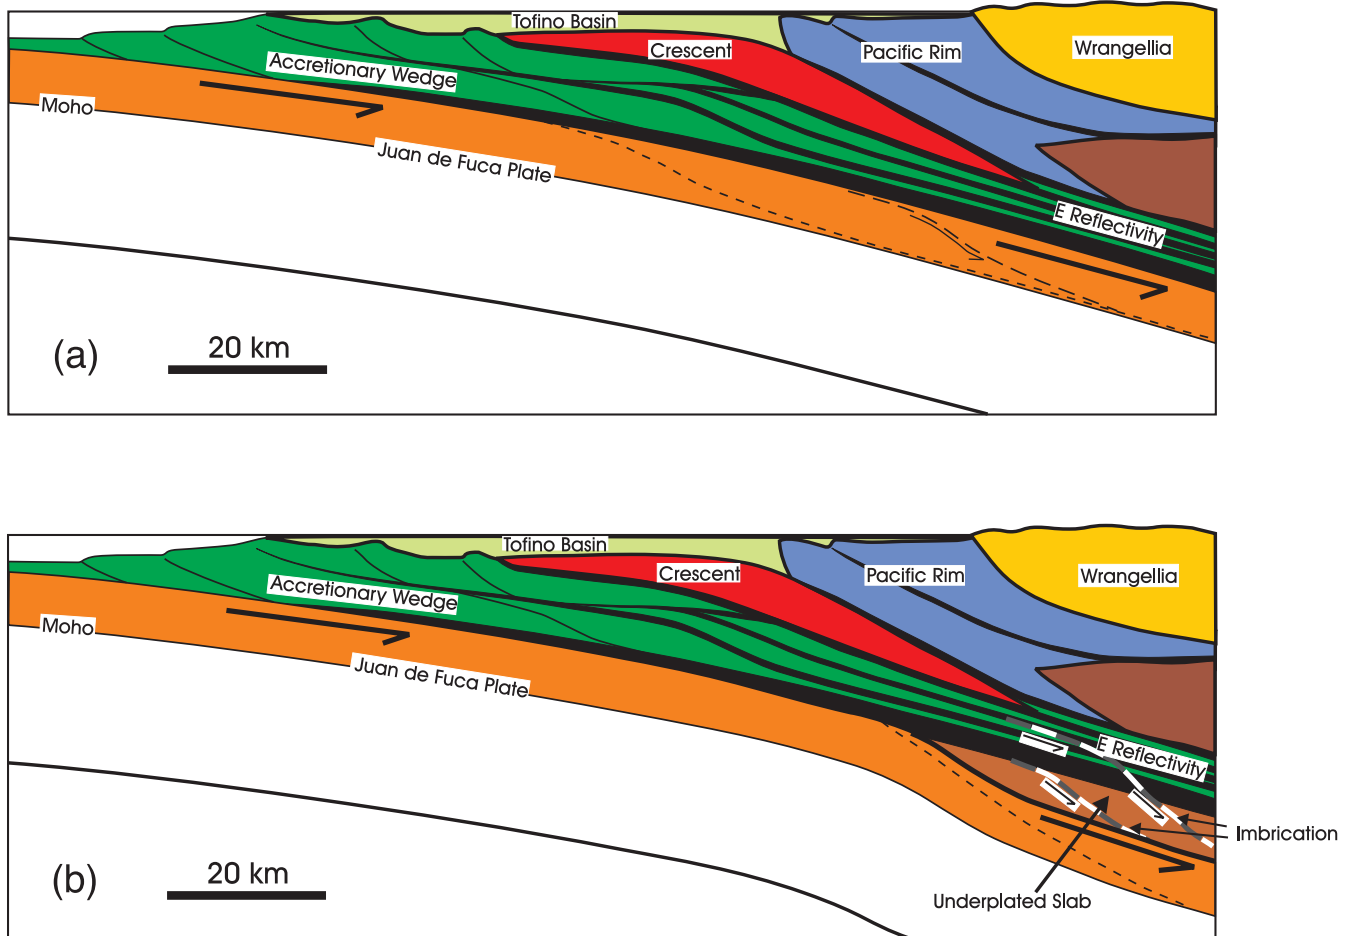 Tofino Basin
Crescent
Pacific Rim
Wrangellia
Accretionary Wedge
Moho
Juan de Fuca Plate
E Reflectivity
(a)
20 km
Tofino Basin
Crescent
Pacific Rim
Wrangellia
Accretionary Wedge
Moho
Juan de Fuca Plate
E Reflectivity
Imbrication
(b)
20 km
Underplated Slab